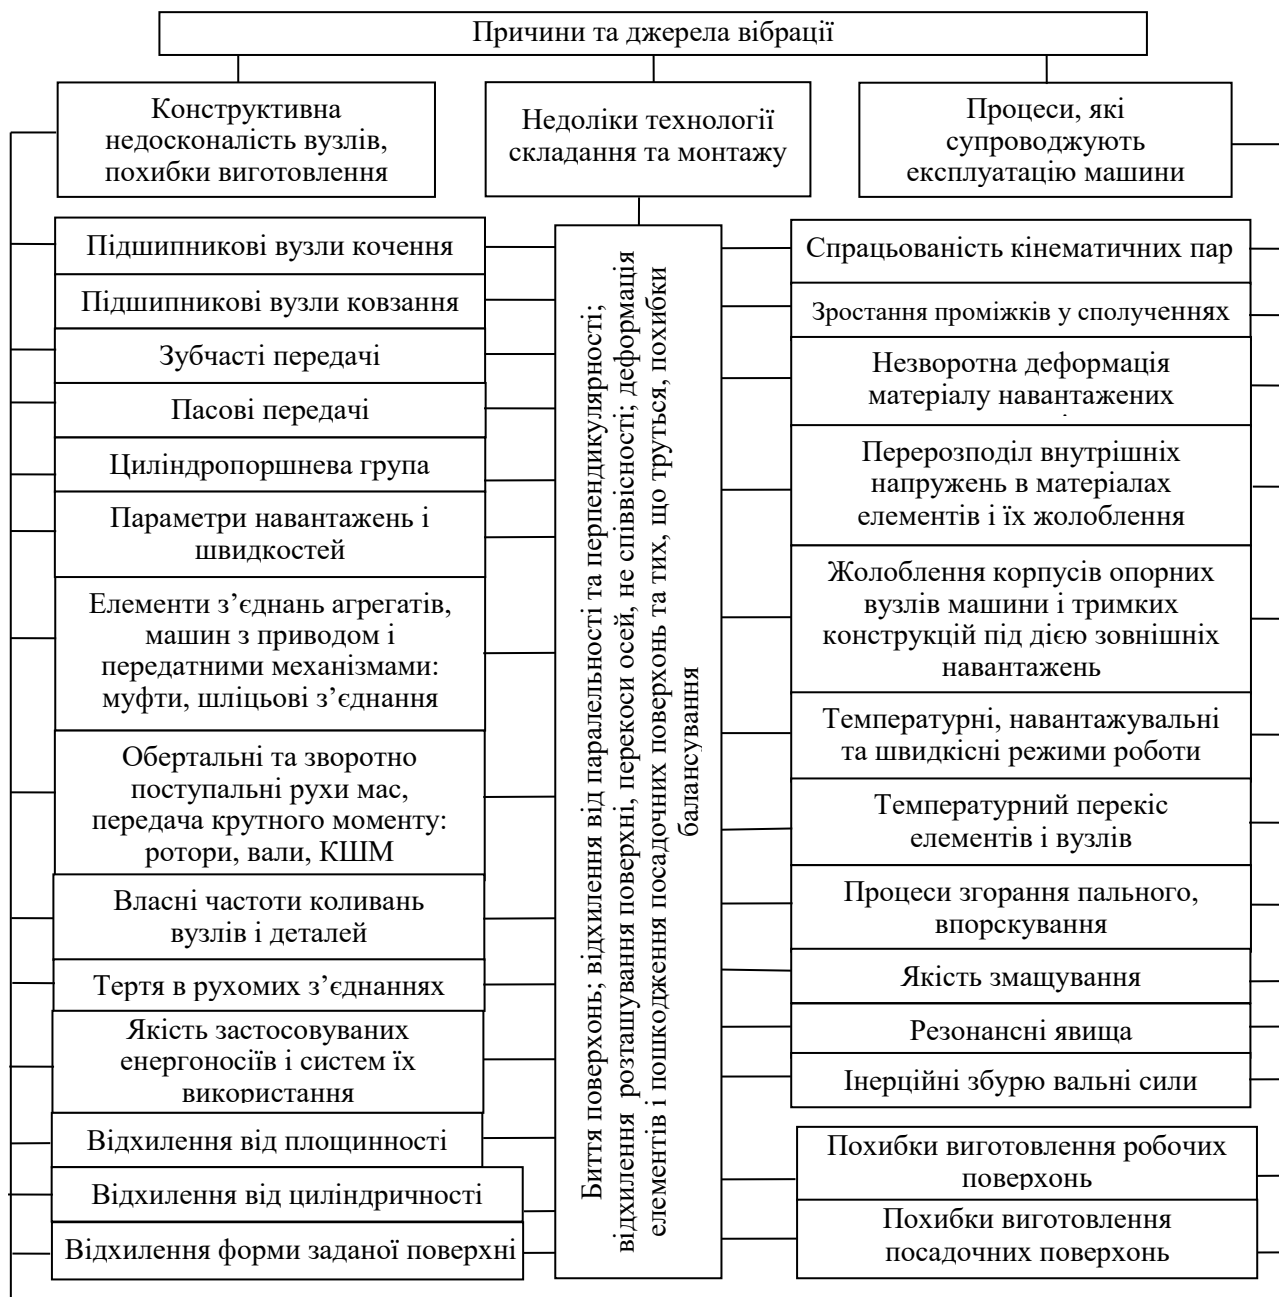 Причини та джерела вібрації
Конструктивна
недосконалість вузлів,
похибки виготовлення
Недоліки технології
складання та монтажу
Процеси, які
супроводжують
експлуатацію машини
Підшипникові вузли кочення
Підшипникові вузли ковзання
Зубчасті передачі
Пасові передачі
Циліндропоршнева група
Параметри навантажень і
швидкостей
Елементи з’єднань агрегатів,
машин з приводом і
передатними механізмами:
муфти, шліцьові з’єднання
Обертальні та зворотно
поступальні рухи мас,
передача крутного моменту:
ротори, вали, КШМ
Власні частоти коливань
вузлів і деталей
Тертя в рухомих з’єднаннях
Якість застосовуваних
енергоносіїв і систем їх
використання
Відхилення від площинності
Відхилення від циліндричності
Відхилення форми заданої поверхні
Биття поверхонь; відхилення від паралельності та перпендикулярності;
відхилення розташування поверхні, перекоси осей, не співвісності; деформація
елементів і пошкодження посадочних поверхонь та тих, що труться, похибки
балансування
Спрацьованість кінематичних пар
Зростання проміжків у сполученнях
Незворотна деформація
матеріалу навантажених
Перерозподіл внутрішніх
напружень в матеріалах
елементів і їх жолоблення
Жолоблення корпусів опорних
вузлів машини і тримких
конструкцій під дією зовнішніх
навантажень
Температурні, навантажувальні
та швидкісні режими роботи
Температурний перекіс
елементів і вузлів
Процеси згорання пального,
впорскування
Якість змащування
Резонансні явища
Інерційні збурю вальні сили
Похибки виготовлення робочих
поверхонь
Похибки виготовлення
посадочних поверхонь